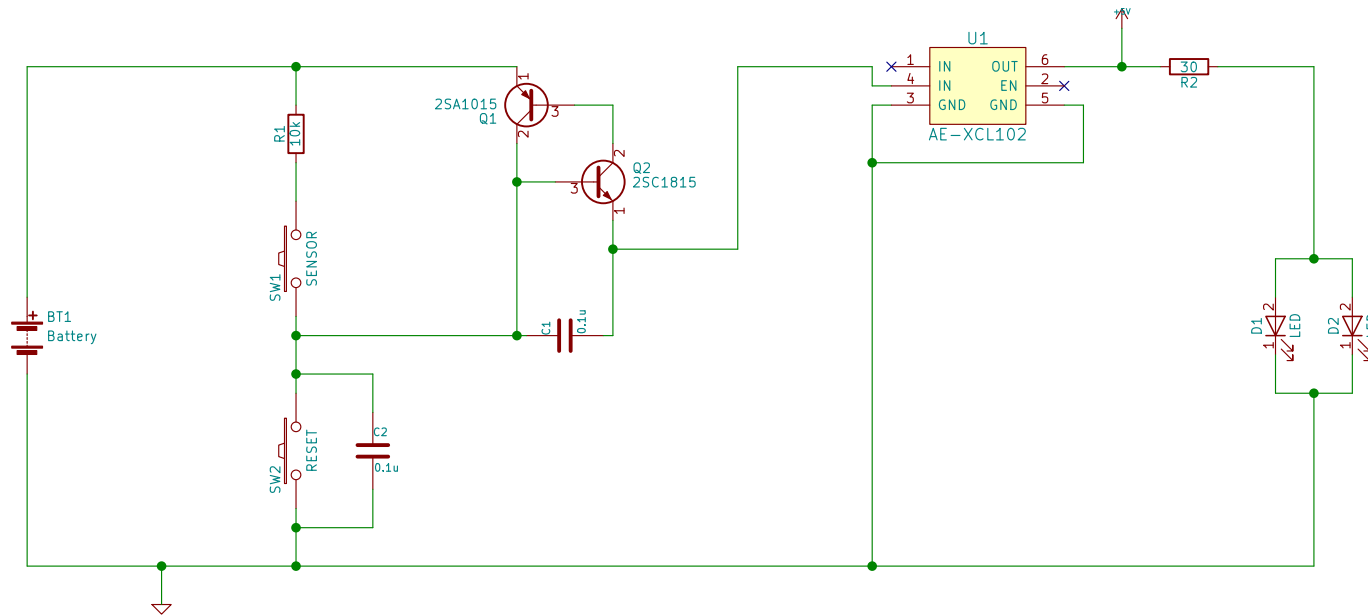 +5V
U1
1 IN OUT 6
4 IN EN 2
3 GND GND 5
AE-XCL102
30
R2
1
2SA1015
Q1
3
2
R1
10k
2
Q2
2SC1815
3
1
SENSOR
SW1
C1
0.1u
+
BT1
Battery
2
D1
LED
1
2
D2
LED
1
RESET
SW2
C2
0.1u